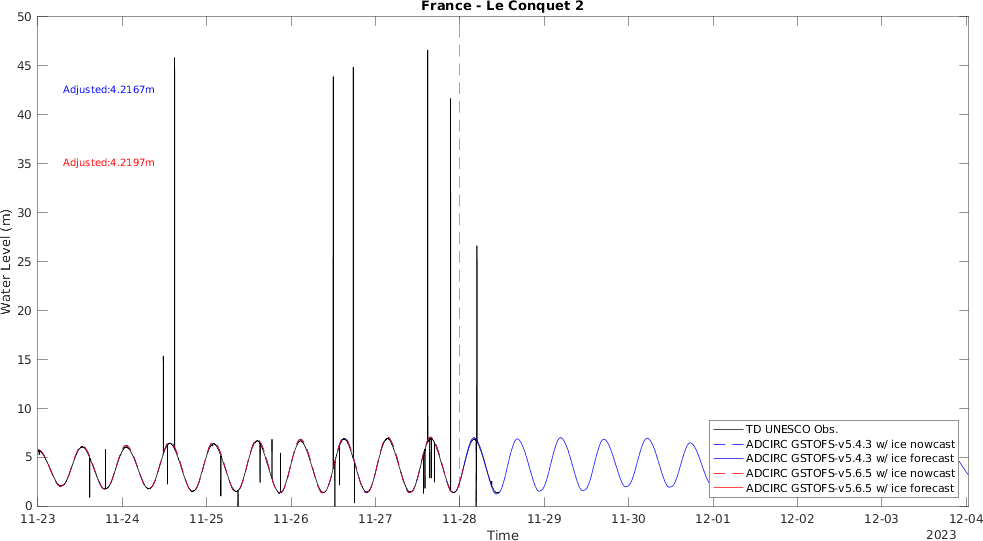 France - Le Conquet 2
50
45
40
35
30
25
20
15
10
5
0
Water Level (m)
Adjusted:4.2167m
Adjusted:4.2197m
TD UNESCO Obs.
ADCIRC GSTOFS-v5.4.3 w/ ice nowcast
ADCIRC GSTOFS-v5.4.3 w/ ice forecast
ADCIRC GSTOFS-v5.6.5 w/ ice nowcast
ADCIRC GSTOFS-v5.6.5 w/ ice forecast
11-23 11-24 11-25 11-26 11-27 11-28 11-29 11-30 12-01 12-02 12-03 12-04
Time
2023